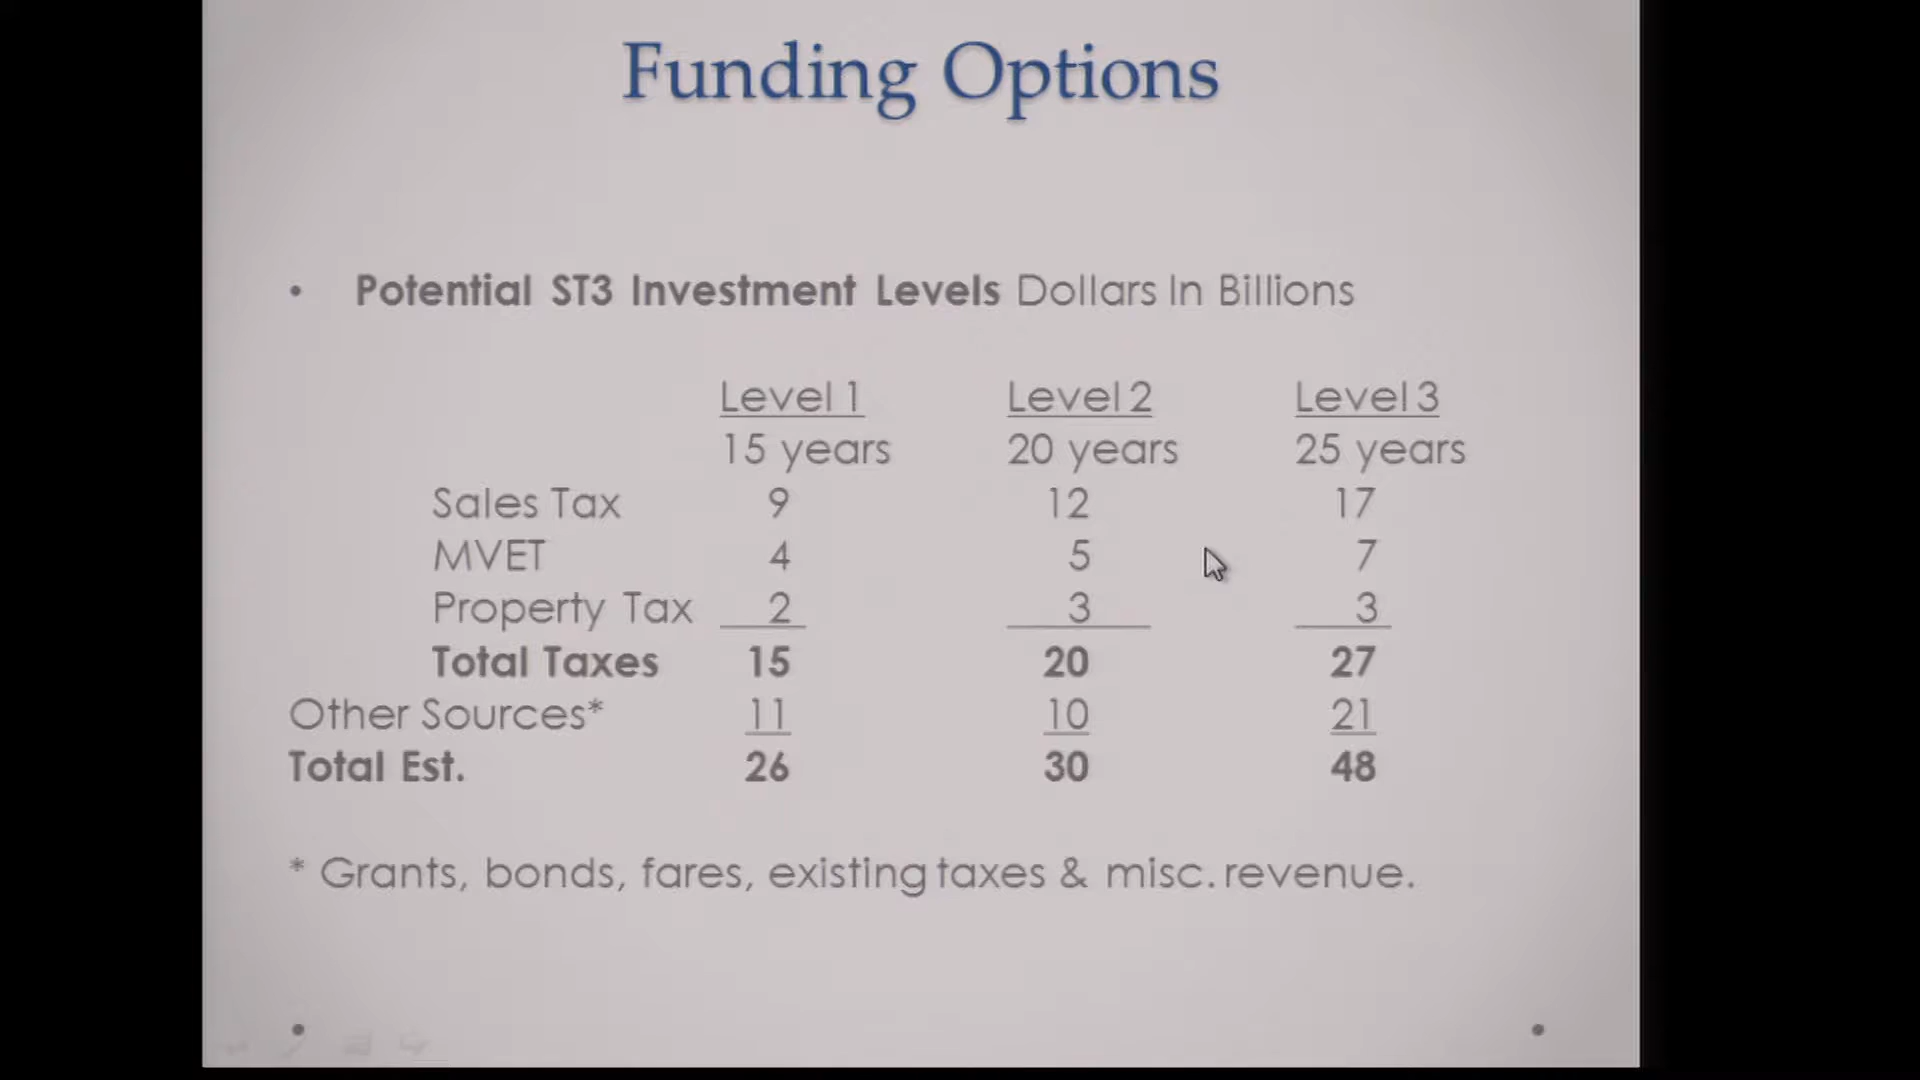 Funding Options
• Potential ST3 Investment Levels Dollars In Billions
Level 1 Level 2 Level 3
15 years 20 years 25 years
Sales Tax 9 12 17
MVET 4 5 7
Property Tax 2 3 3
Total Taxes 15 20 27
Other Sources* 11 10 21
Total Est. 26 30 48
* Grants, bonds, fares, existing taxes & misc. revenue.